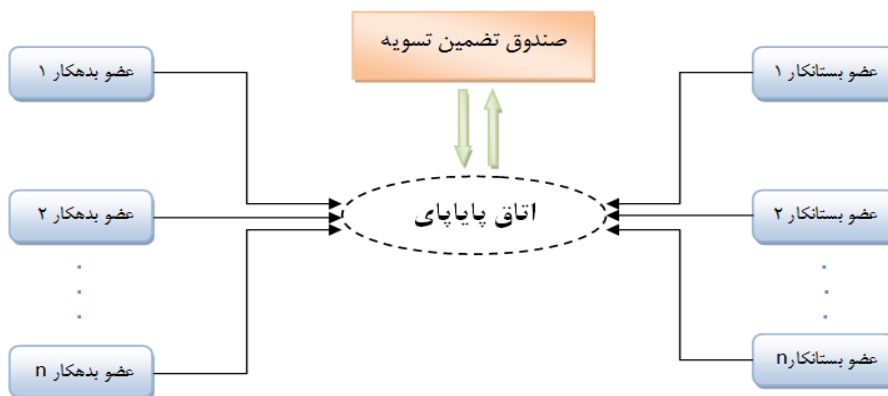 صندوق تضمین تسویه
عضو بستانکار ۱
عضو بدهکار ۱
عضو بستانکار ۲
اتاق پایاپای
عضو بدهکار ۲
عضو بستانکارn
عضو بدهکار n